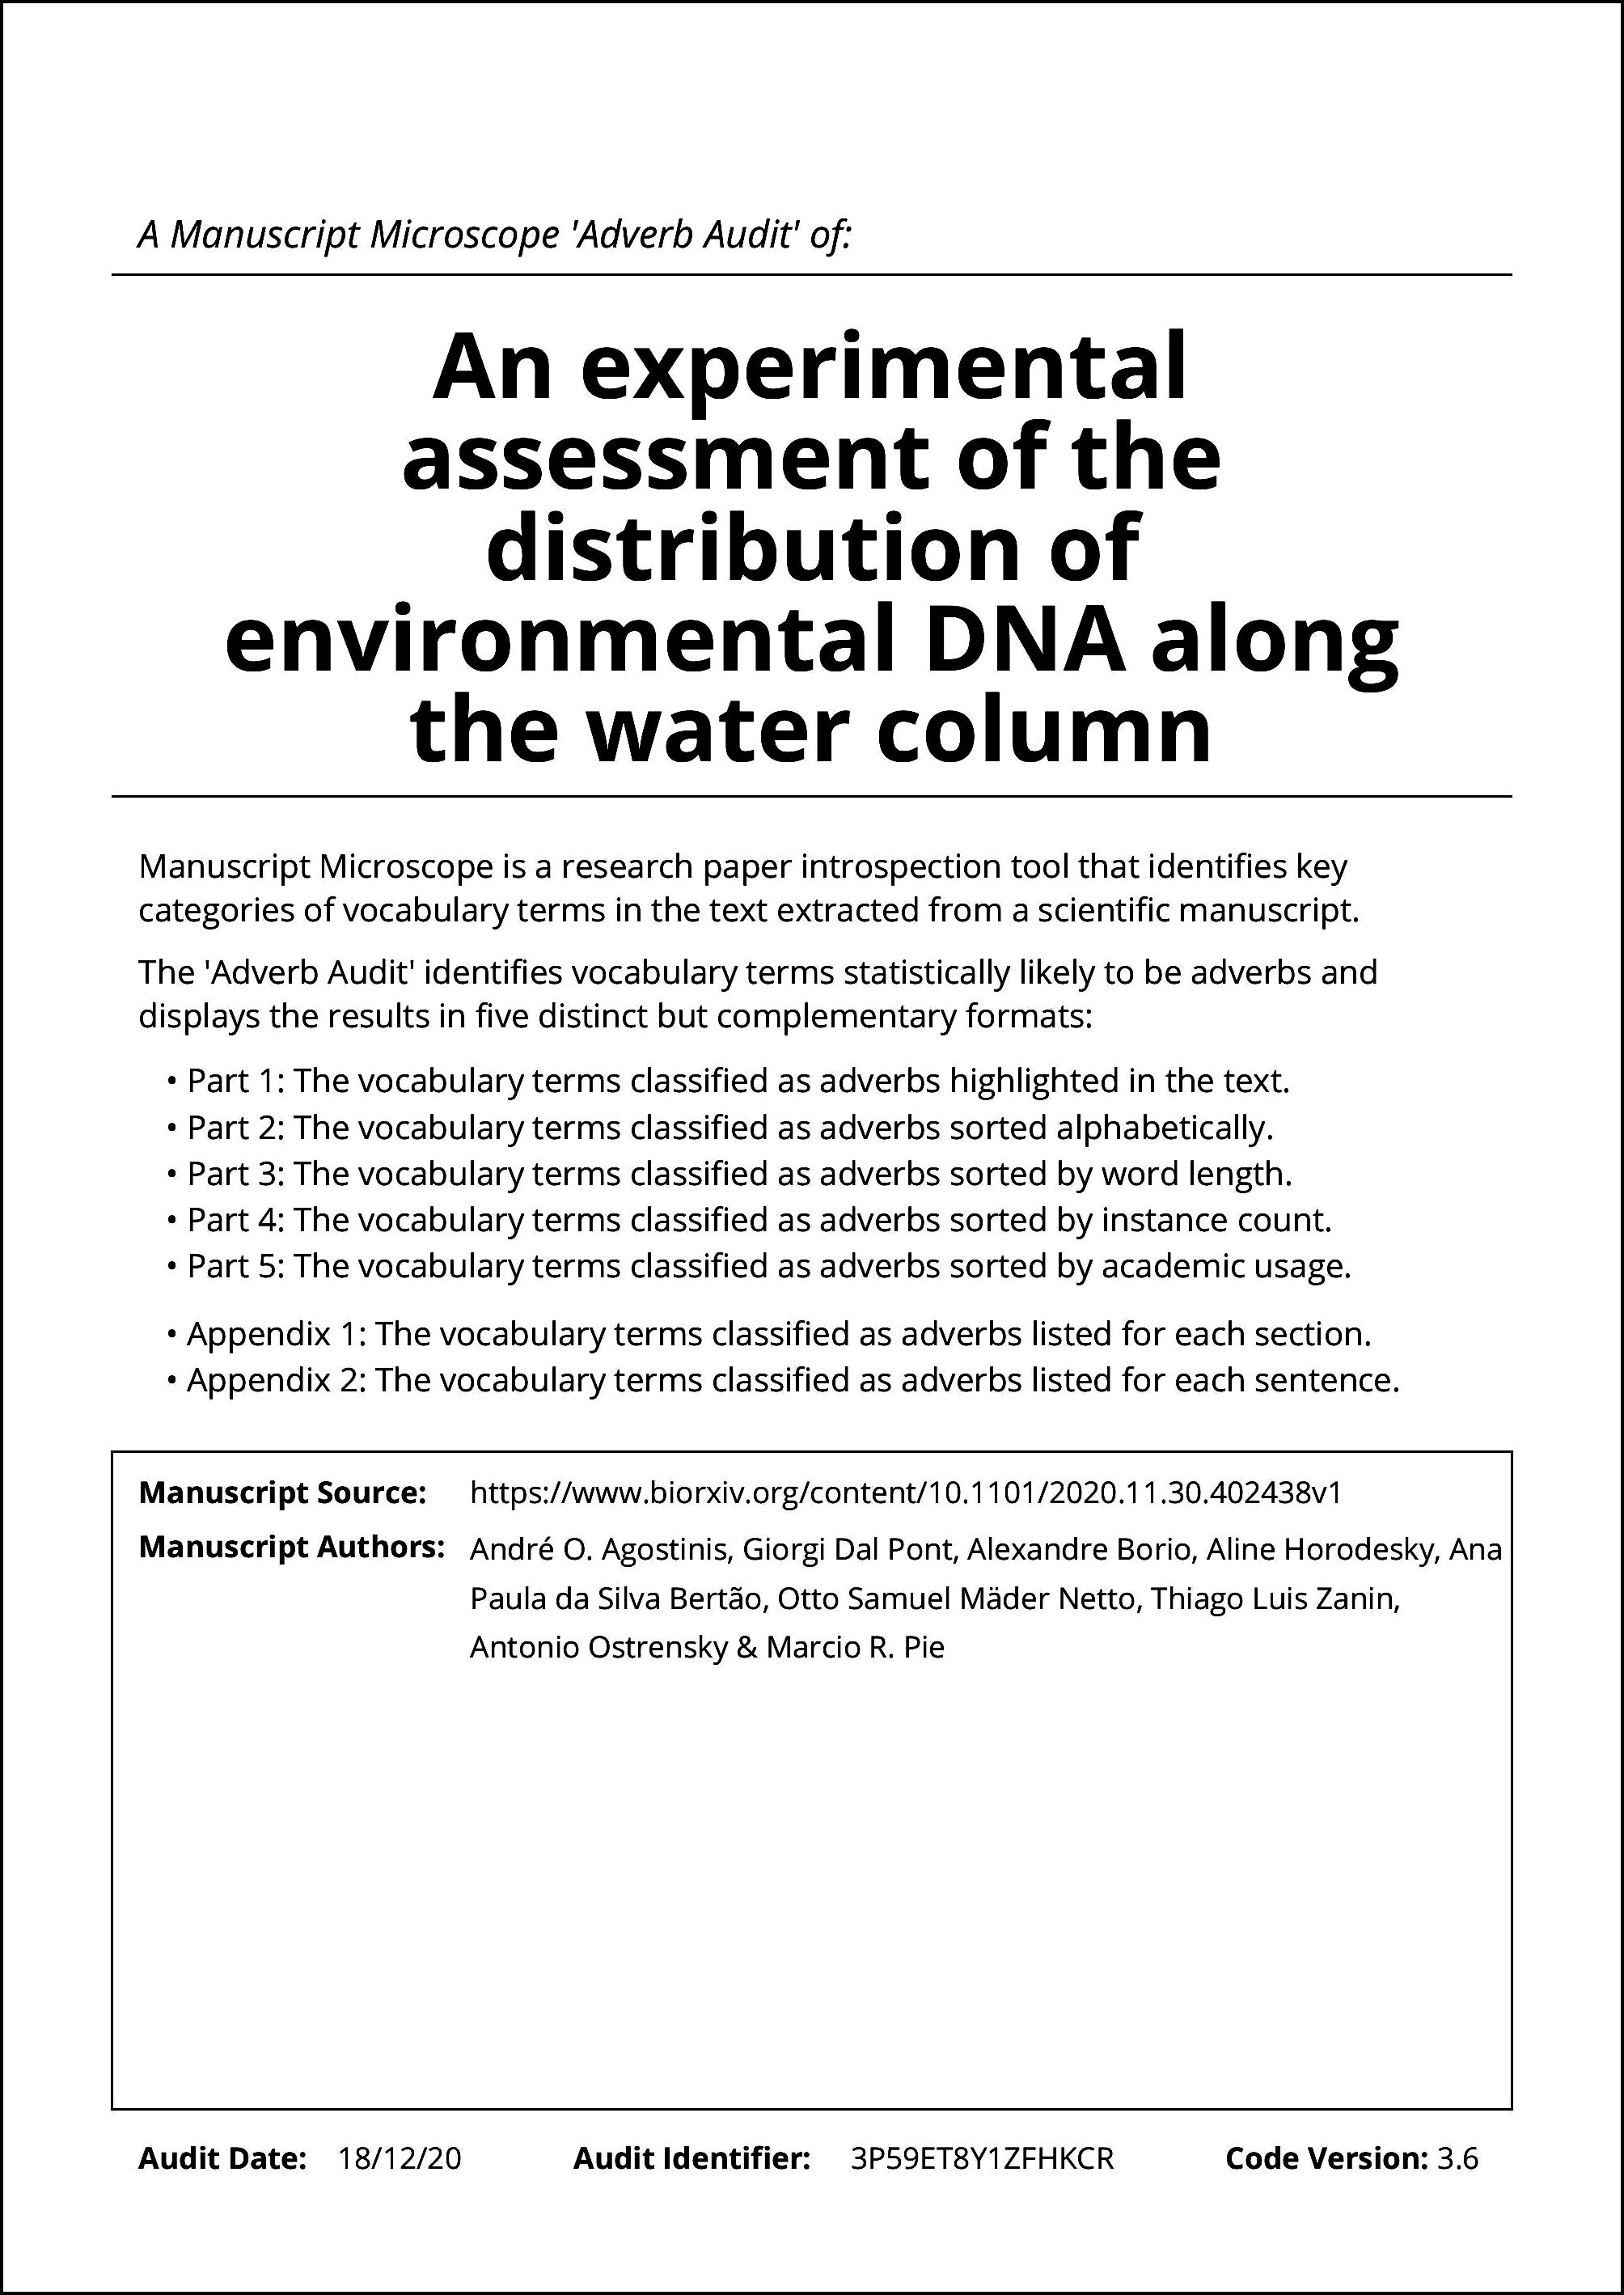 A Manuscript Microscope 'Adverb Audit' of:
An experimental
assessment of the
distribution of
environmental DNA along
the water column
Manuscript Microscope is a research paper introspection tool that identifies key
categories of vocabulary terms in the text extracted from a scientific manuscript.
The 'Adverb Audit' identifies vocabulary terms statistically likely to be adverbs and
displays the results in five distinct but complementary formats:
• Part 1: The vocabulary terms classified as adverbs highlighted in the text.
• Part 2: The vocabulary terms classified as adverbs sorted alphabetically.
• Part 3: The vocabulary terms classified as adverbs sorted by word length.
• Part 4: The vocabulary terms classified as adverbs sorted by instance count.
• Part 5: The vocabulary terms classified as adverbs sorted by academic usage.
• Appendix 1: The vocabulary terms classified as adverbs listed for each section.
• Appendix 2: The vocabulary terms classified as adverbs listed for each sentence.
Manuscript Source: https://www.biorxiv.org/content/10.1101/2020.11.30.402438v1
Manuscript Authors: André O. Agostinis, Giorgi Dal Pont, Alexandre Borio, Aline Horodesky, Ana
Paula da Silva Bertão, Otto Samuel Mäder Netto, Thiago Luis Zanin,
Antonio Ostrensky & Marcio R. Pie
Audit Date: 18/12/20 Audit Identifier: 3P59ET8Y1ZFHKCR Code Version: 3.6